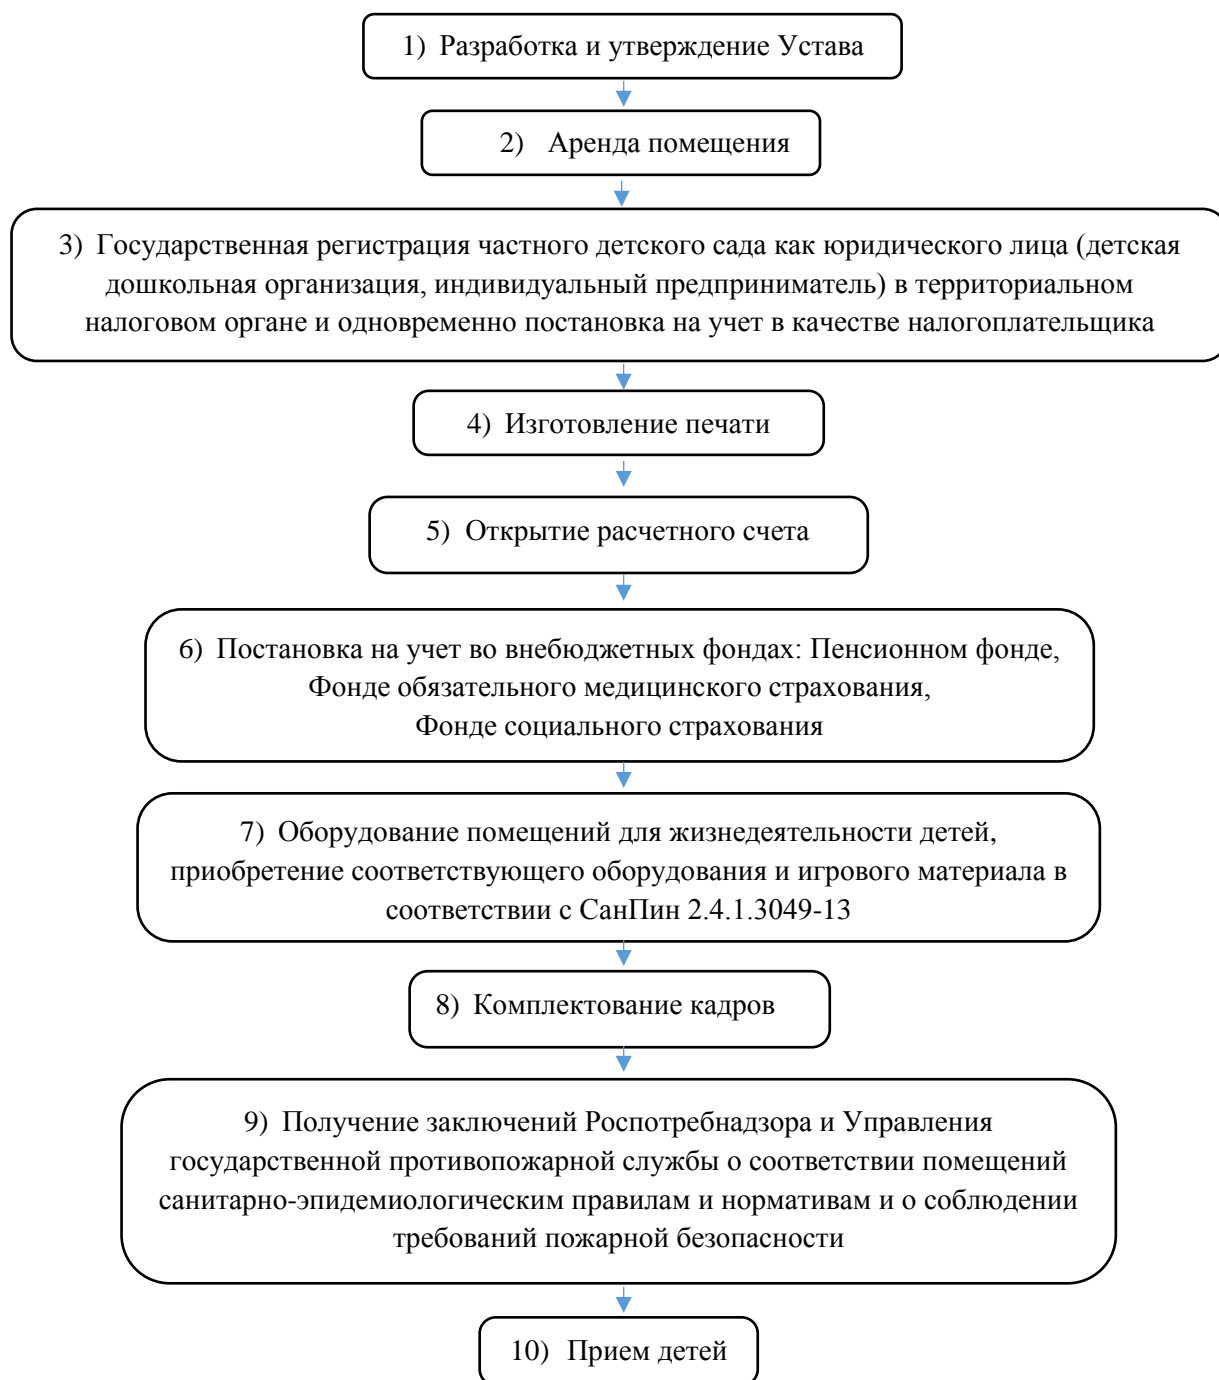 1) Разработка и утверждение Устава
2) Аренда помещения
3) Государственная регистрация частного детского сада как юридического лица (детская
дошкольная организация, индивидуальный предприниматель) в территориальном
налоговом органе и одновременно постановка на учет в качестве налогоплательщика
4) Изготовление печати
5) Открытие расчетного счета
6) Постановка на учет во внебюджетных фондах: Пенсионном фонде,
Фонде обязательного медицинского страхования,
Фонде социального страхования
7) Оборудование помещений для жизнедеятельности детей,
приобретение соответствующего оборудования и игрового материала в
соответствии с СанПин 2.4.1.3049-13
8) Комплектование кадров
9) Получение заключений Роспотребнадзора и Управления
государственной противопожарной службы о соответствии помещений
санитарно-эпидемиологическим правилам и нормативам и о соблюдении
требований пожарной безопасности
10) Прием детей